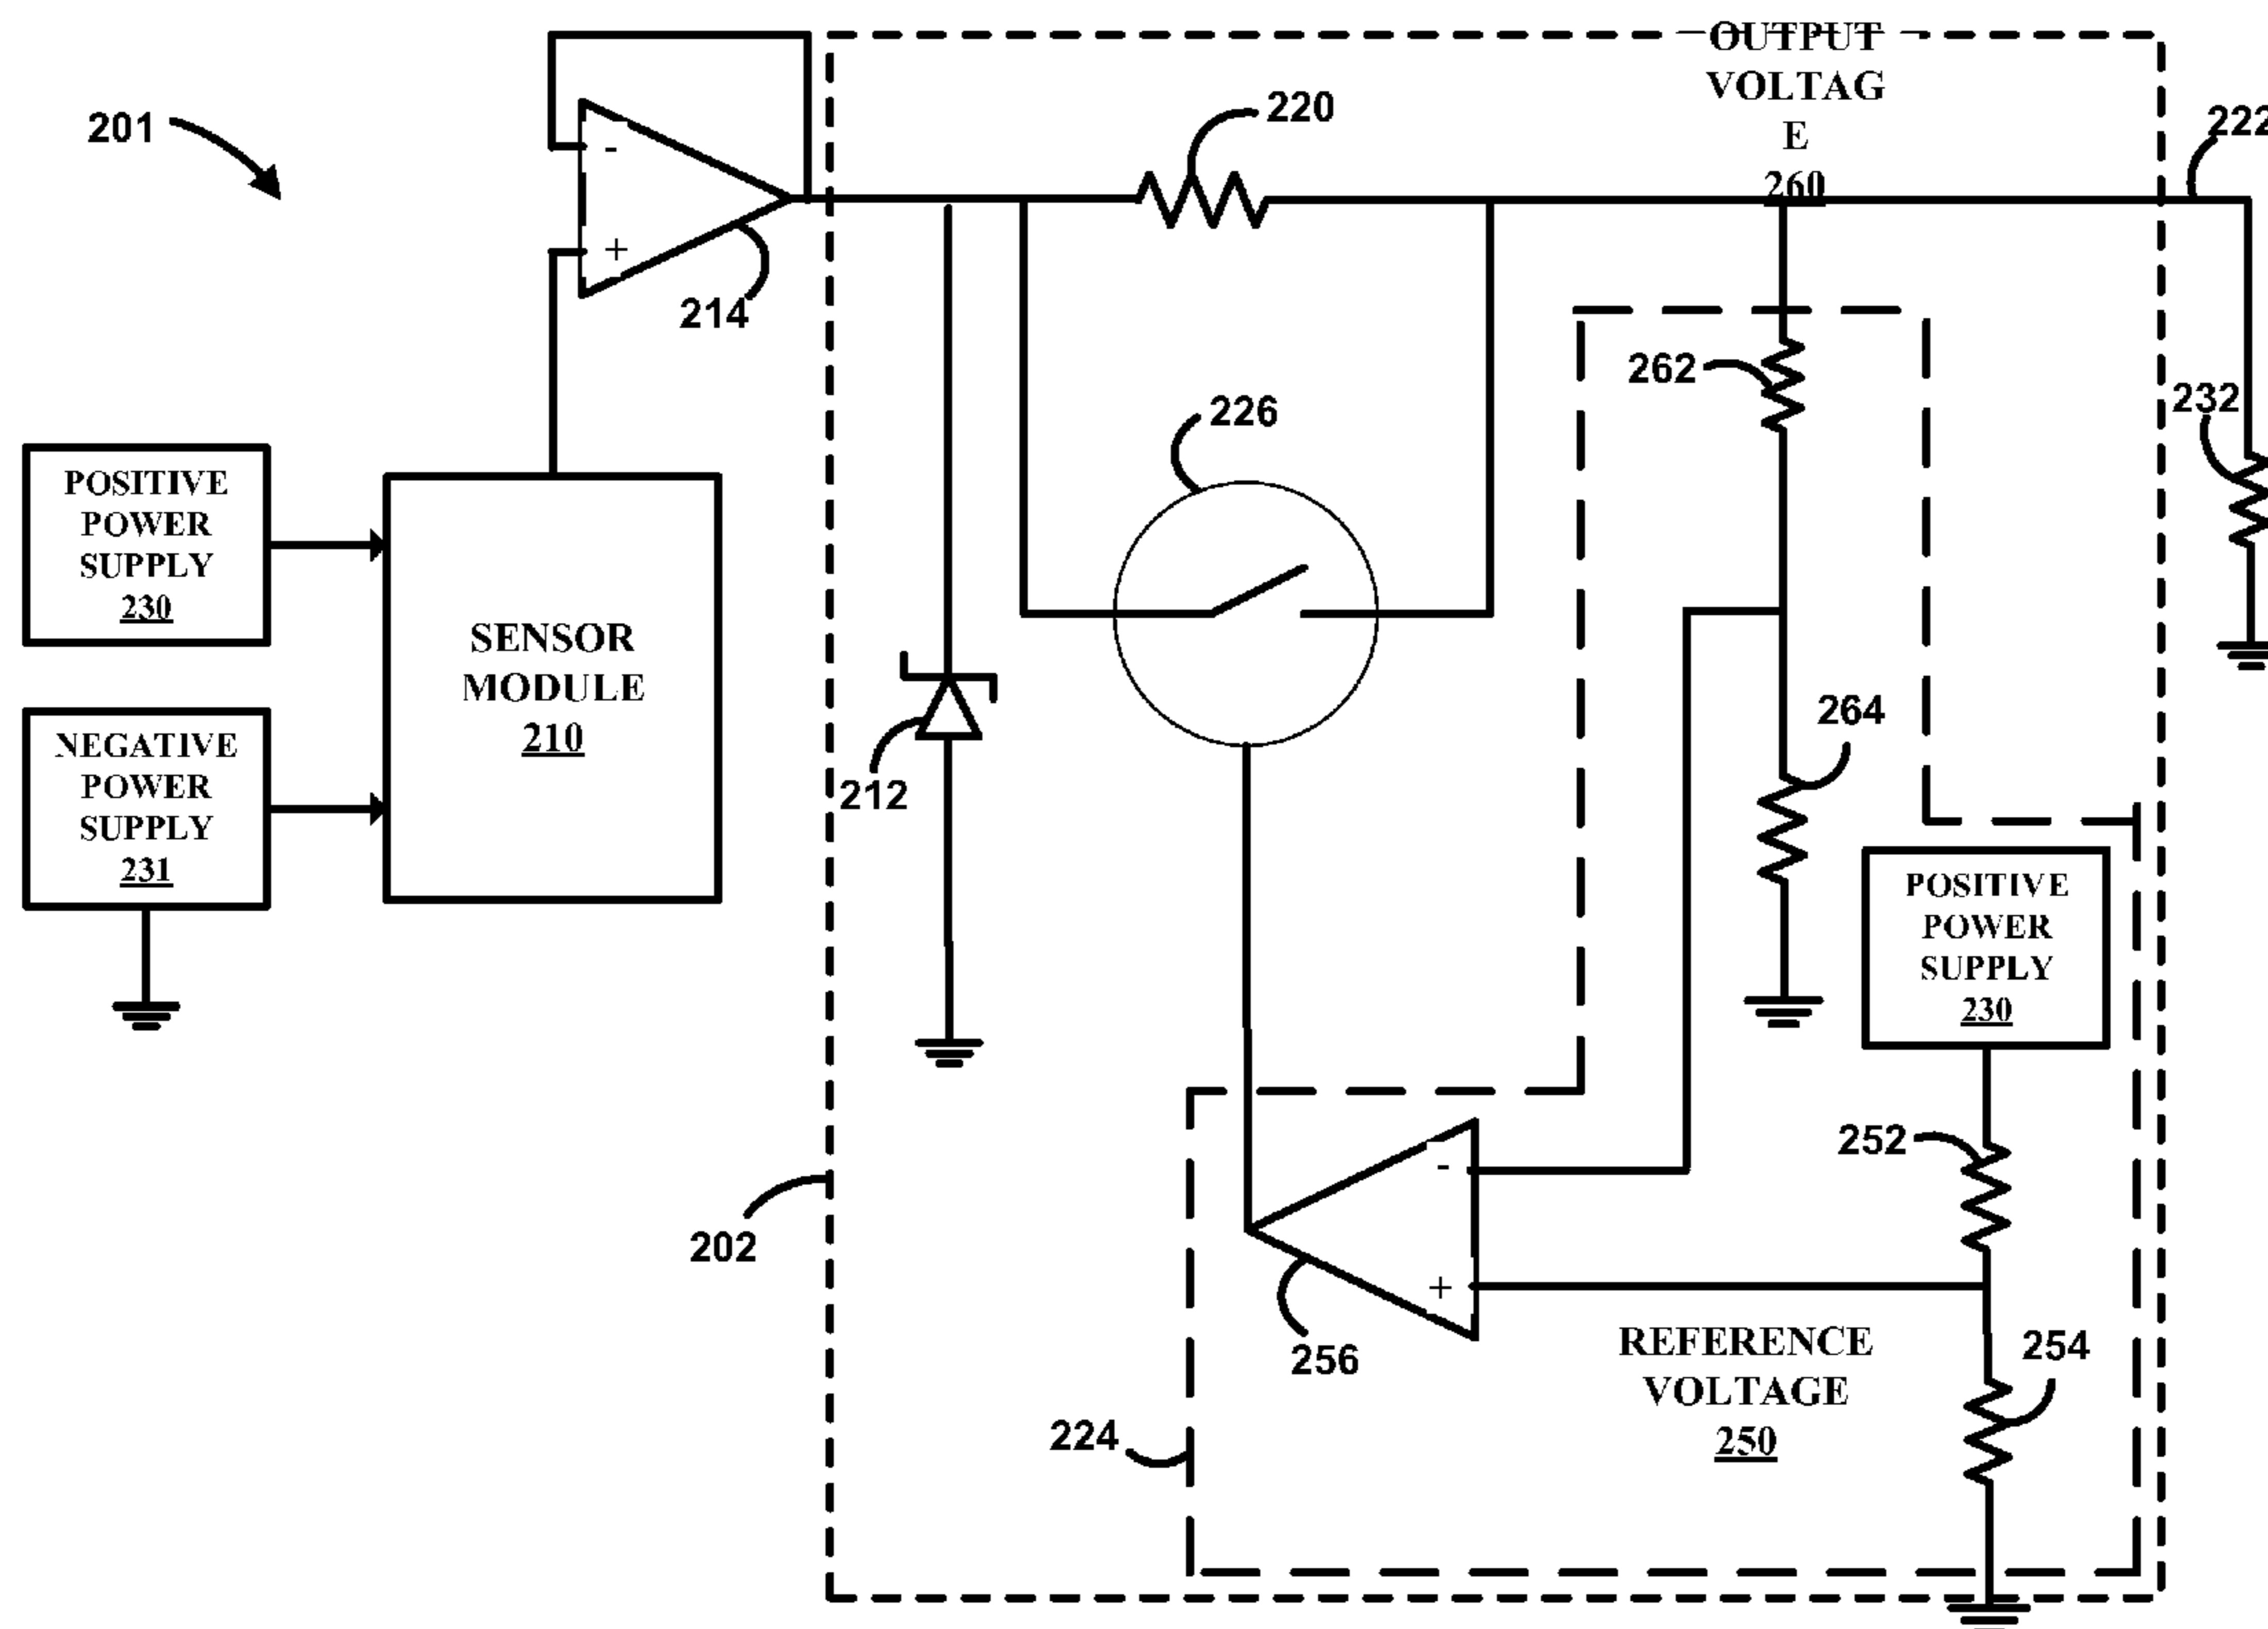 OUTPUT
VOLTAG
E
260
201
220
222
-
+
214
262
226
232
POSITIVE
POWER
SUPPLY
230
SENSOR
MODULE
210
NEGATIVE
POWER
SUPPLY
231
212
264
POSITIVE
POWER
SUPPLY
230
252
-
+
202
256
REFERENCE
VOLTAGE
250
254
224